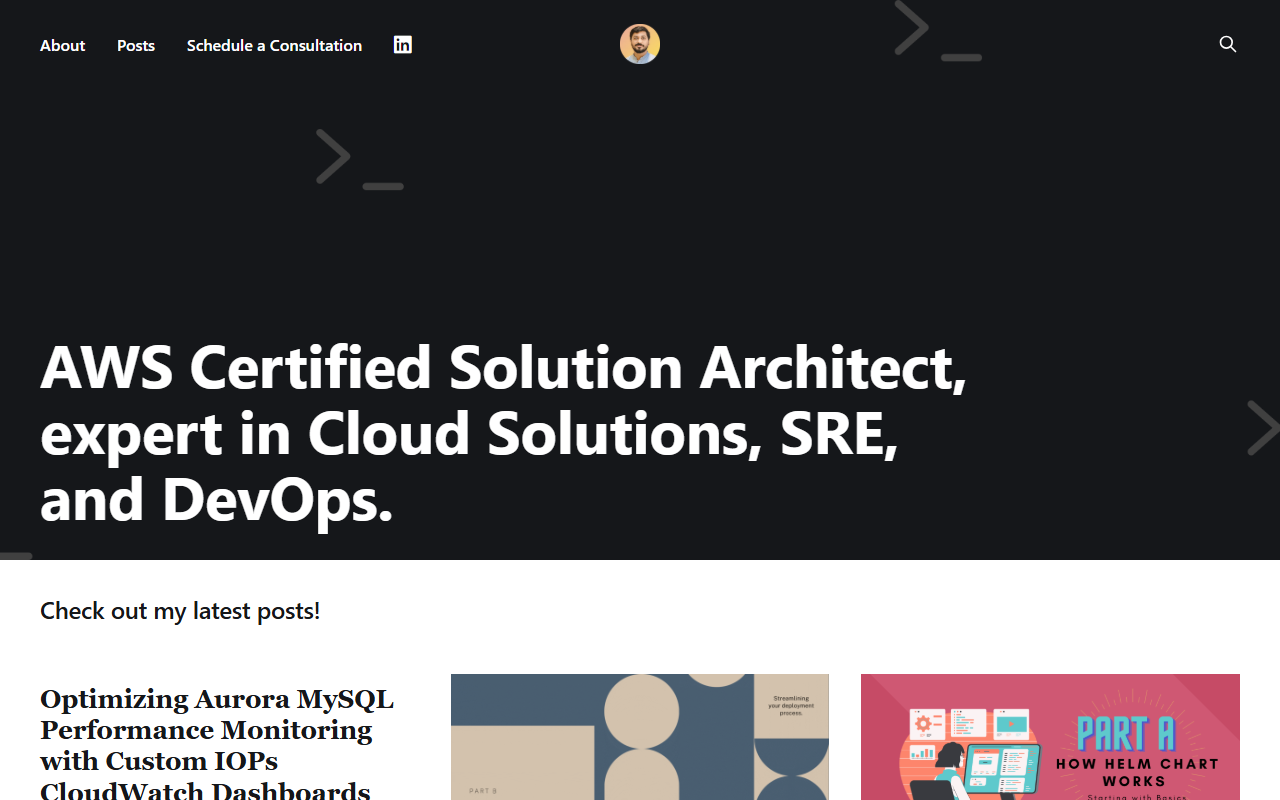 About
Posts
Schedule a Consultation
in
AWS Certified Solution Architect,
expert in Cloud Solutions, SRE,
and DevOps.
Check out my latest posts!
Optimizing Aurora MySQL
Performance Monitoring
with Custom IOPs
CloudWatch Dashboards
Streamlining
your deployment
process.
PART B
PART A
HOW HELM CHART
WORKS
Starting with Basics